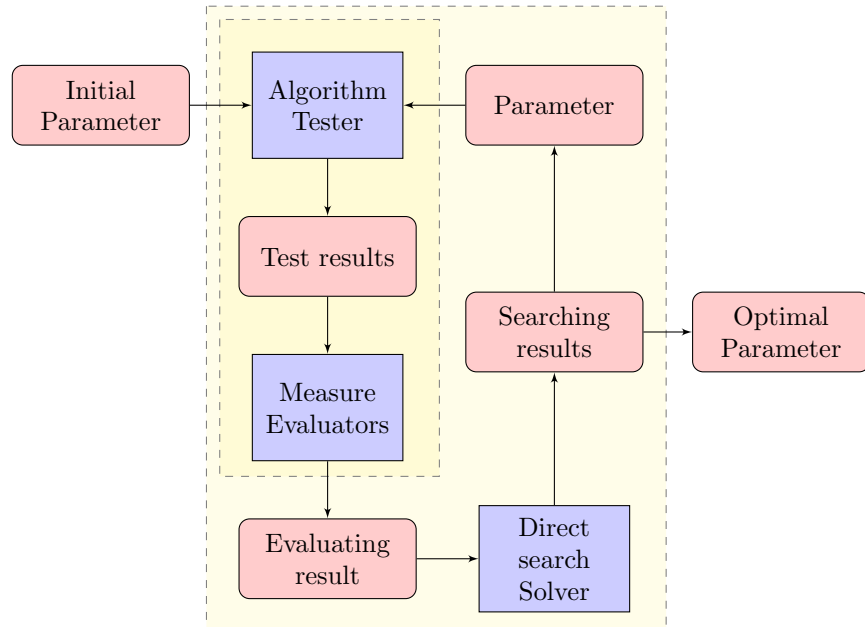 Initial
Parameter
Algorithm
Tester
Parameter
Test results
Searching
results
Optimal
Parameter
Measure
Evaluators
Evaluating
result
Direct
search
Solver